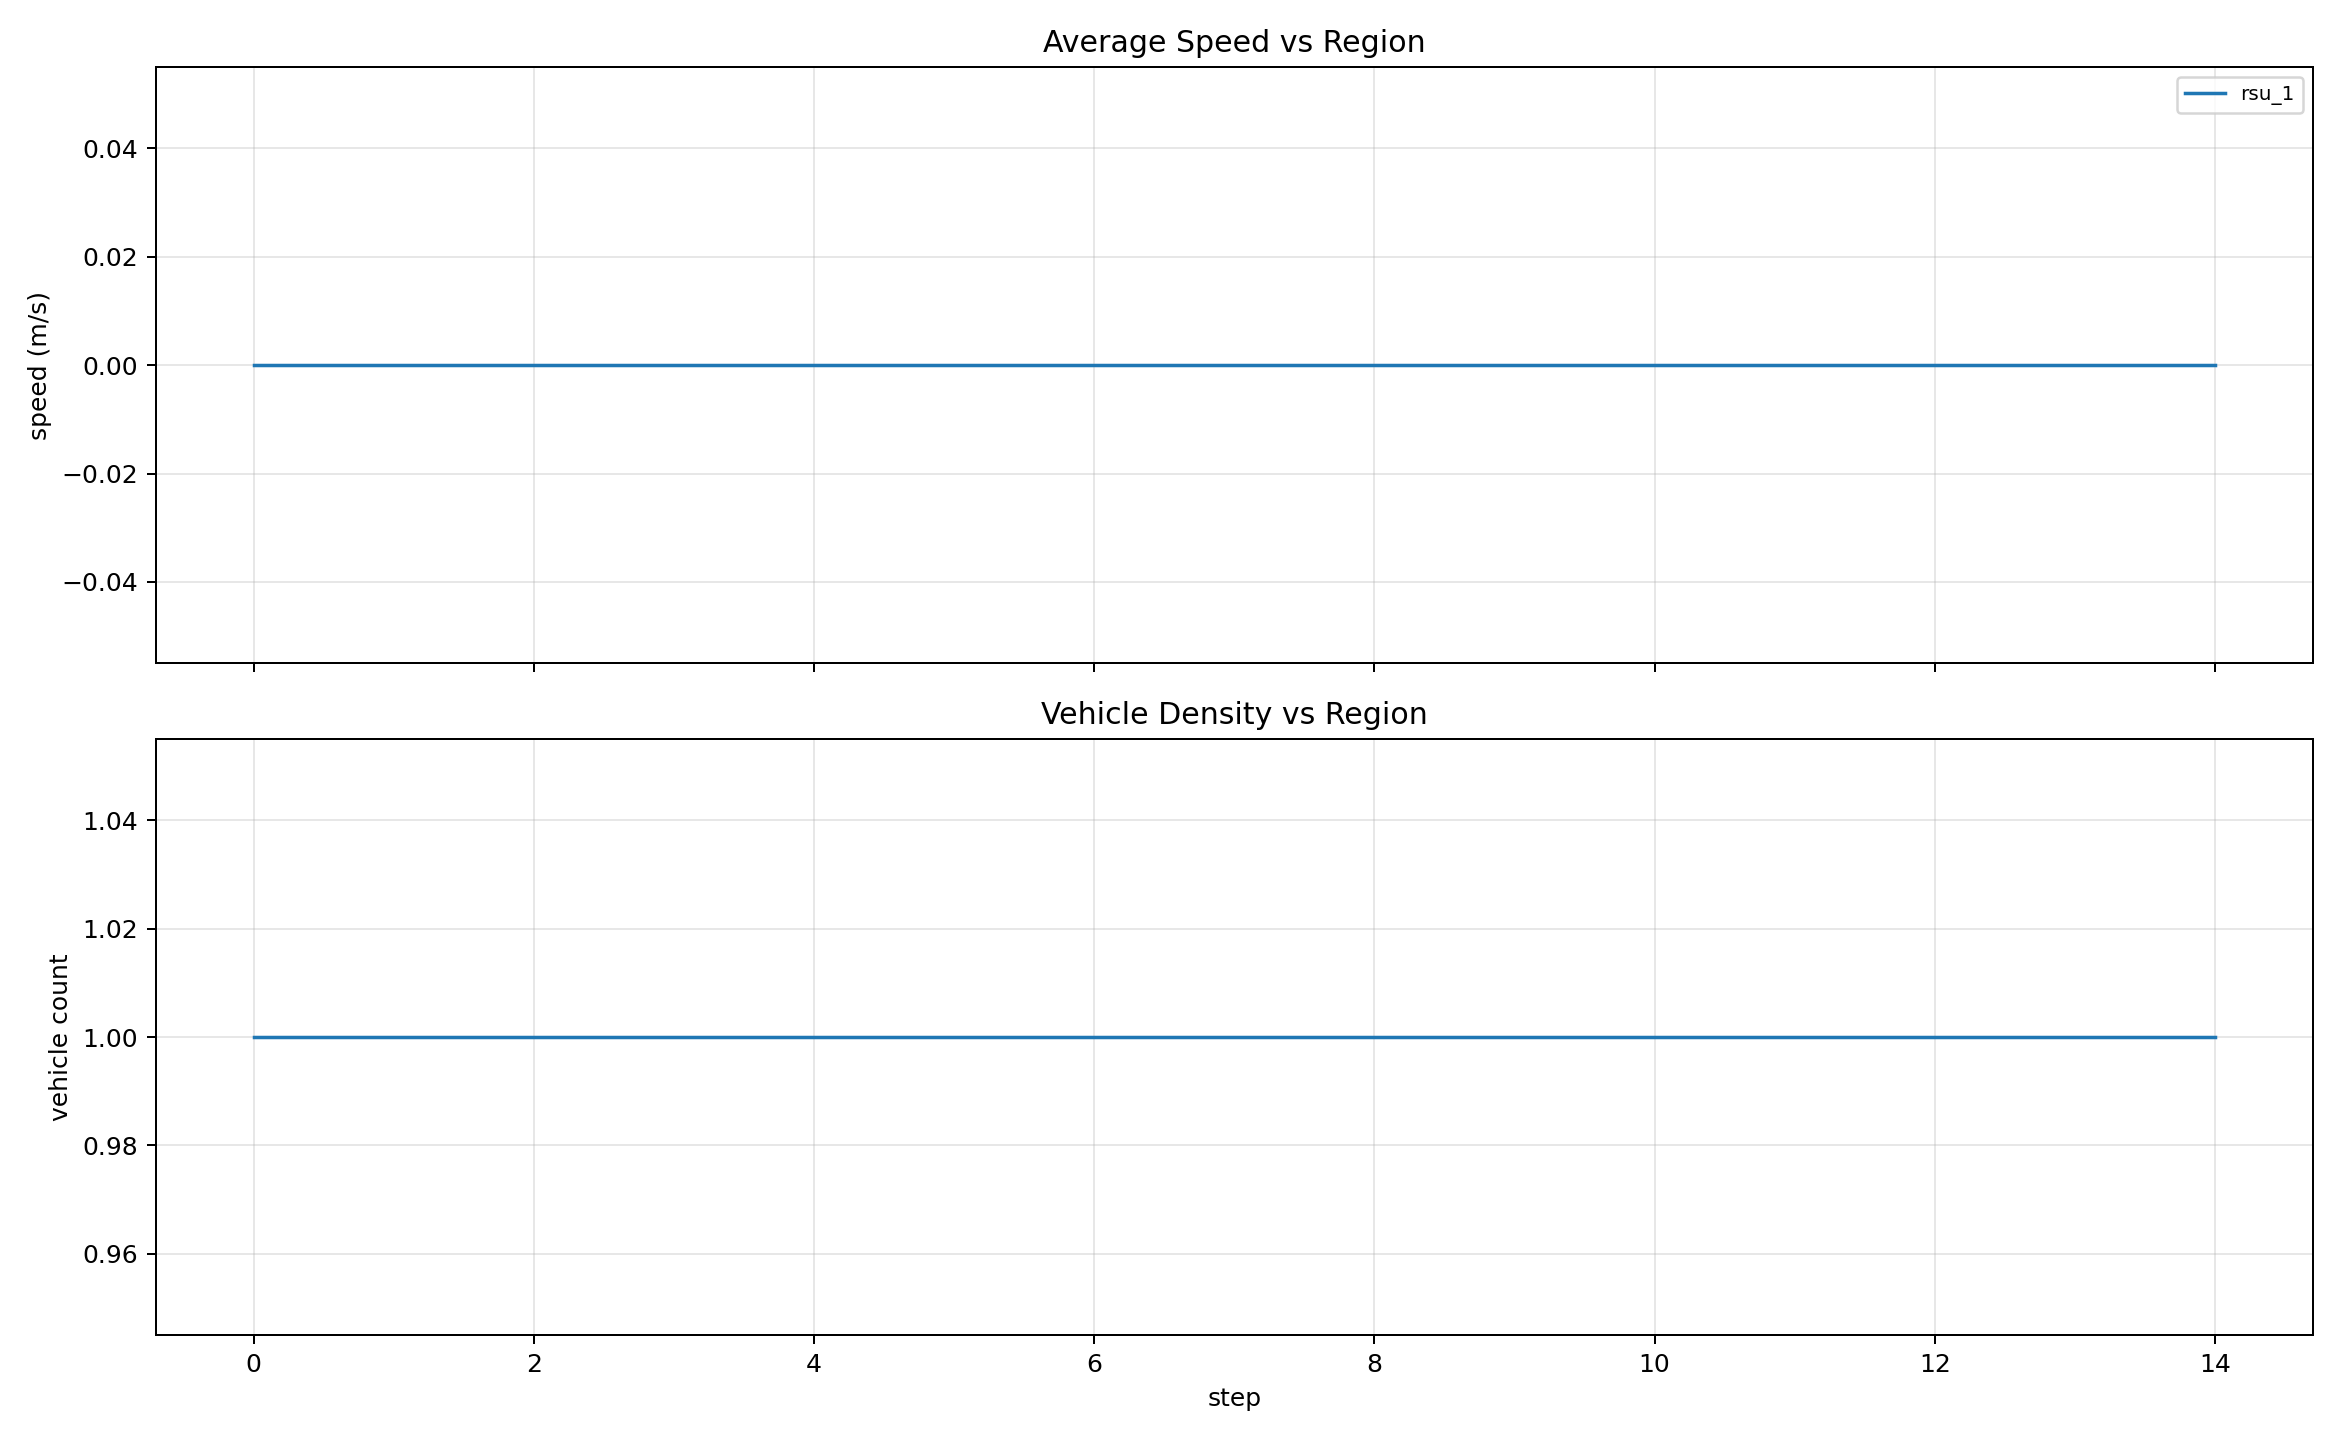 Average Speed vs Region
rsu_1
0.04
0.02
0.00
−0.02
−0.04
speed (m/s)
Vehicle Density vs Region
1.04
1.02
1.00
0.98
0.96
vehicle count
0 2 4 6 8 10 12 14
step